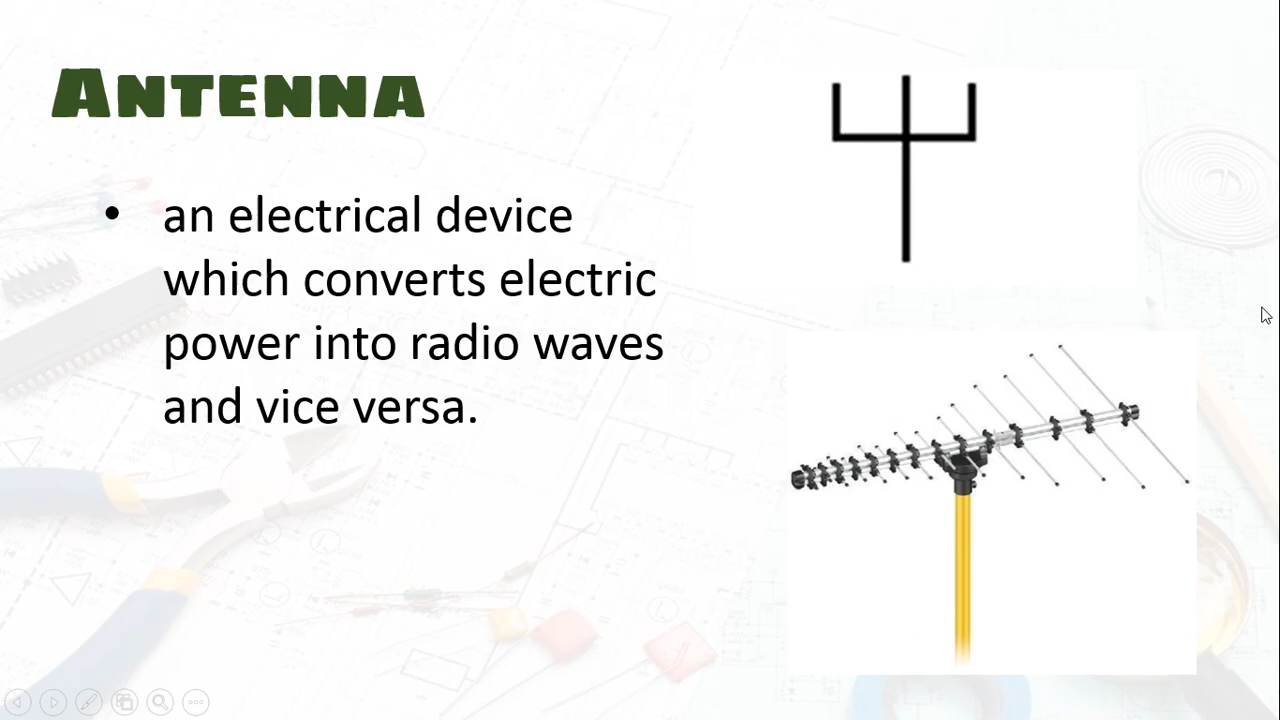 ANTENNA
• an electrical device
which converts electric
power into radio waves
and vice versa.